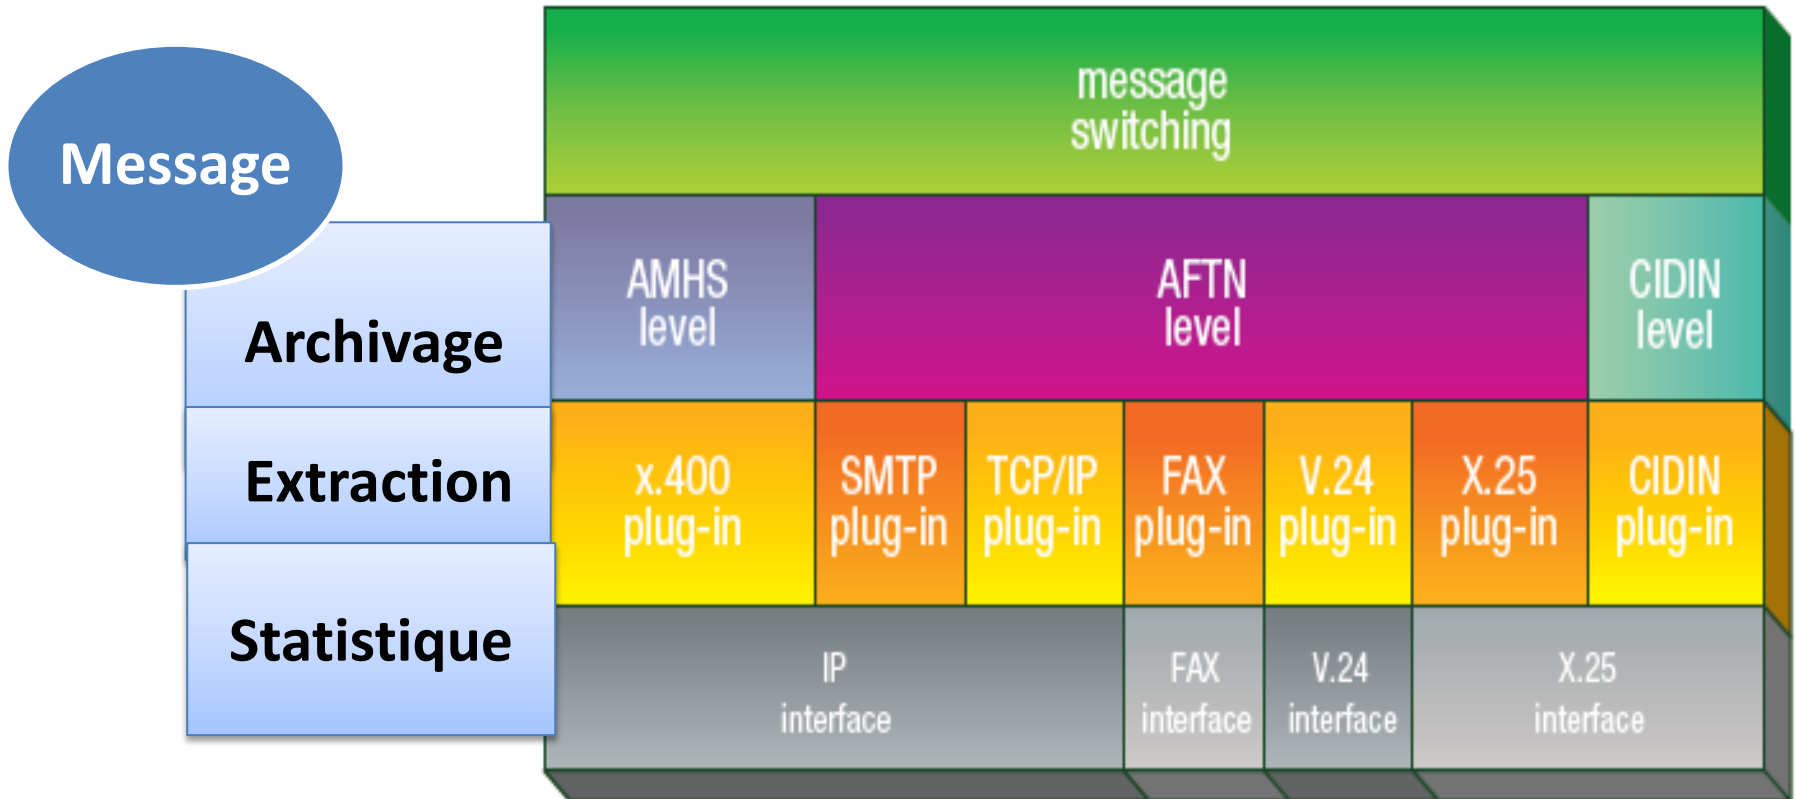 Message
Archivage
Extraction
Statistique
message
switching
AMHS
level
AFTN
level
CIDIN
level
x.400
plug-in
SMTP
plug-in
TCP/IP
plug-in
FAX
plug-in
V.24
plug-in
X.25
plug-in
CIDIN
plug-in
IP
interface
FAX
interface
V.24
interface
X.25
interface